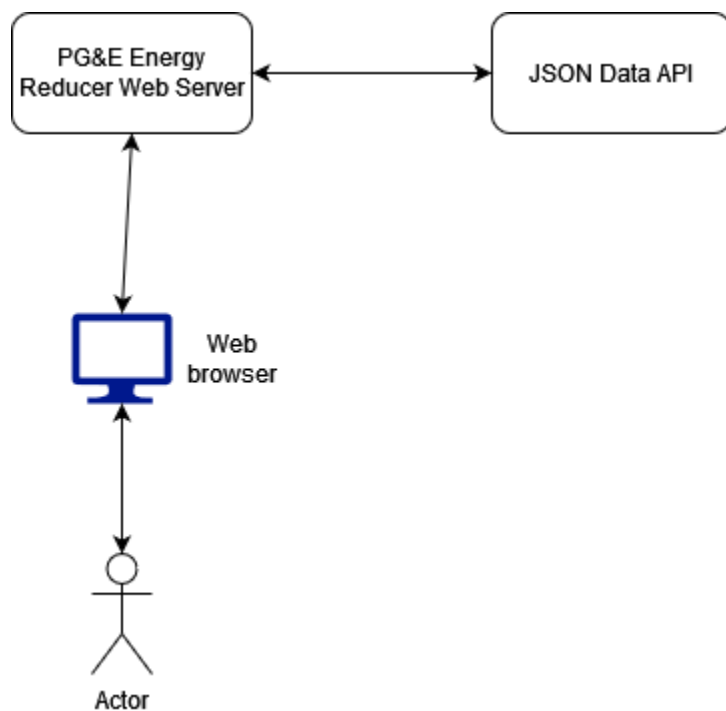 PG&E Energy
Reducer Web Server
JSON Data API
Web
browser
Actor